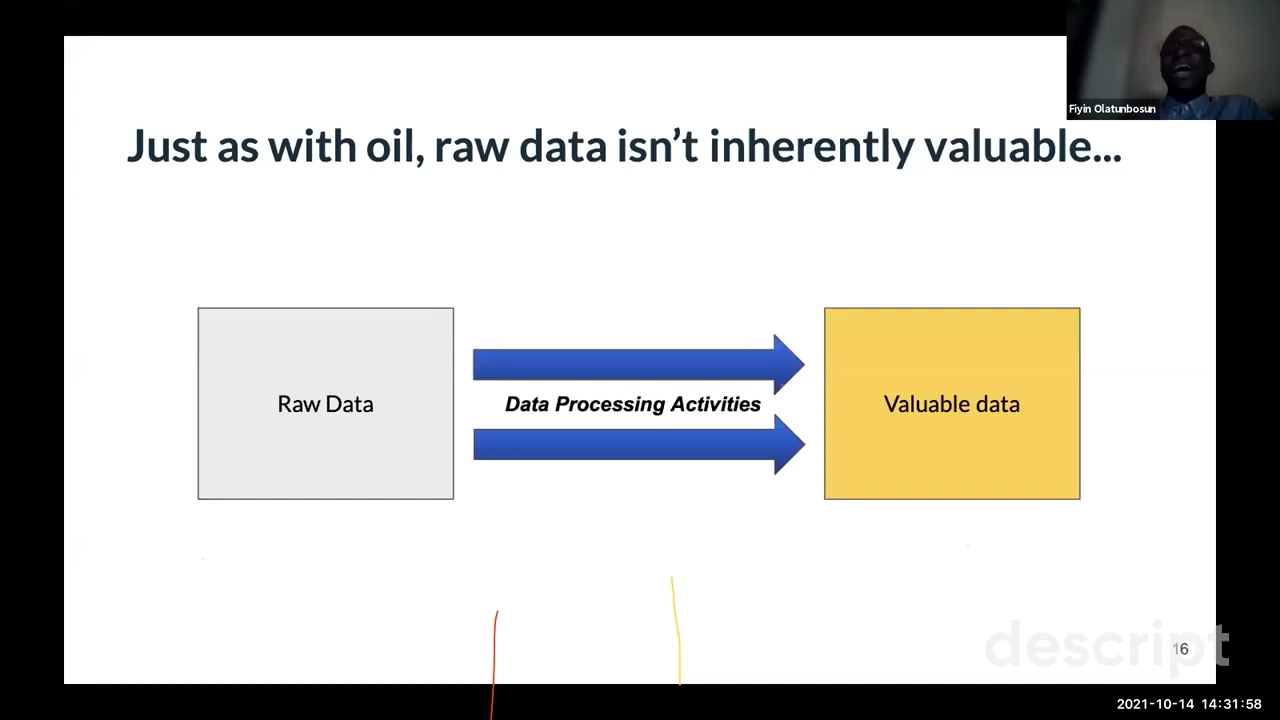 Fiyin Olatunbosun
Just as with oil, raw data isn’t inherently valuable...
Raw Data
Data Processing Activities
Valuable data
descript
16
2021-10-14 14:31:58